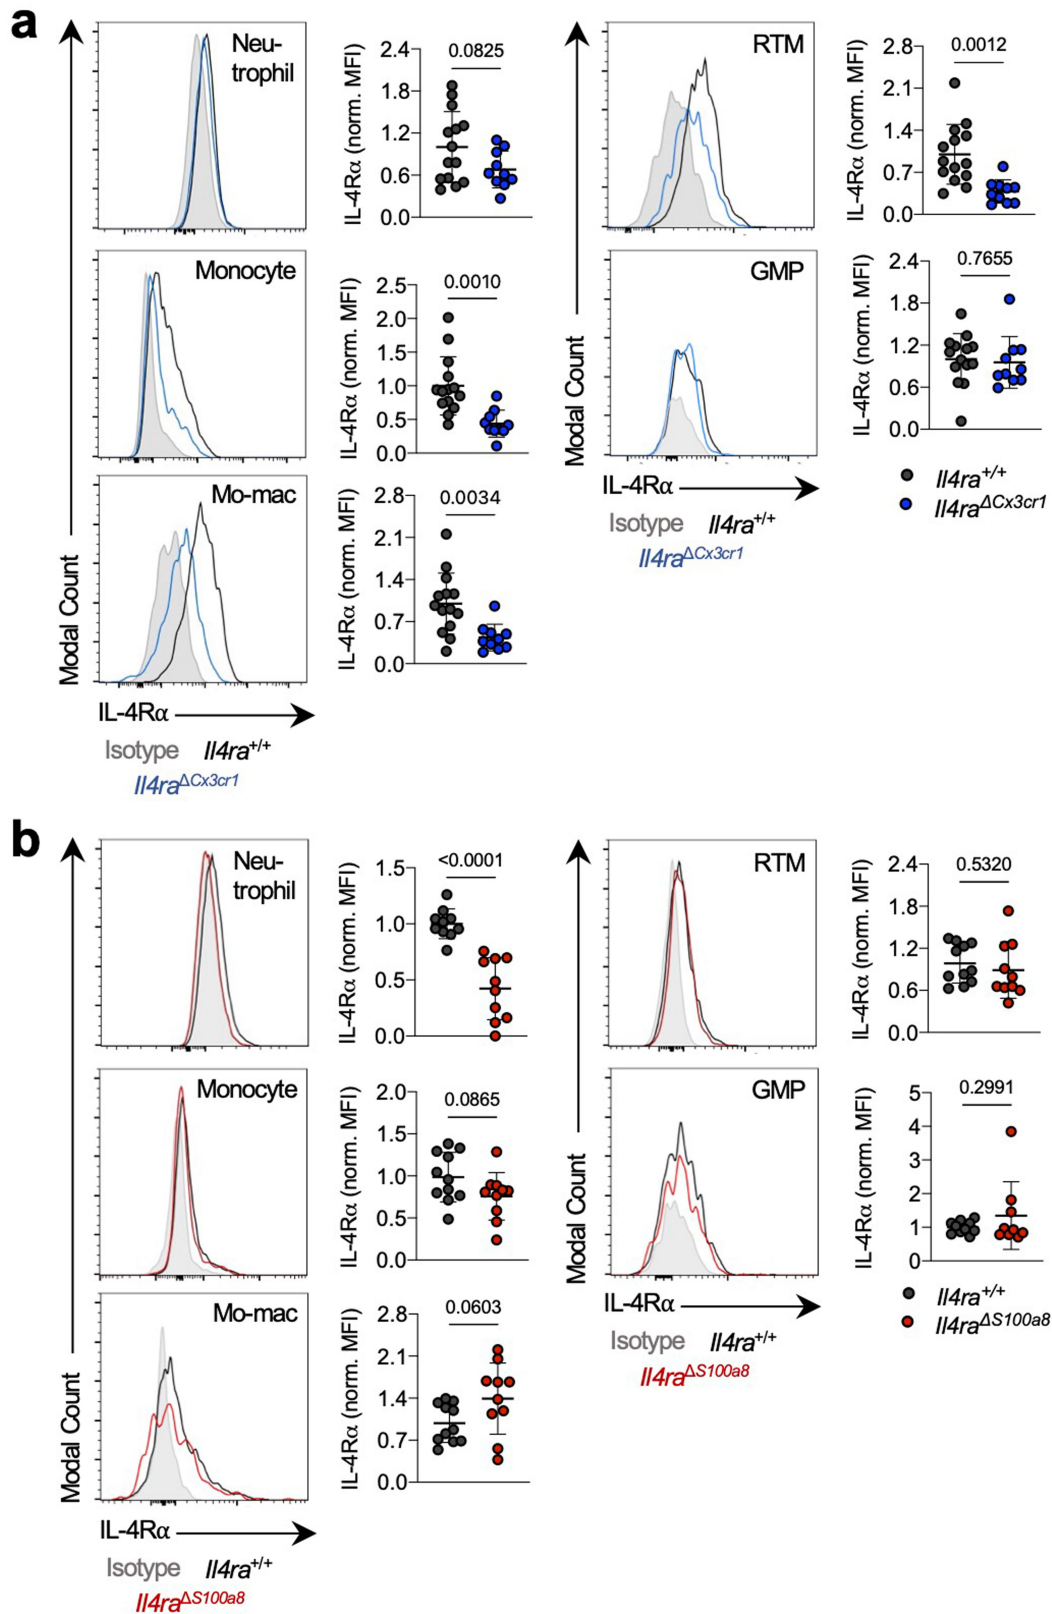 a
Neu-
trophil
IL-4Rα (norm. MFI)
2.4
1.8
1.2
0.6
0.0
0.0825
RTM
IL-4Rα (norm. MFI)
2.8
2.1
1.4
0.7
0.0
0.0012
Monocyte
IL-4Rα (norm. MFI)
2.5
2.0
1.5
1.0
0.5
0.0
0.0010
GMP
IL-4Rα (norm. MFI)
2.4
1.8
1.2
0.6
0.0
0.7655
Mo-mac
IL-4Rα (norm. MFI)
2.8
2.1
1.4
0.7
0.0
0.0034
Modal Count
IL-4Rα
Isotype Il4ra+/+
Il4raΔCx3cr1
Modal Count
IL-4Rα
Isotype Il4ra+/+
Il4raΔCx3cr1
Il4ra+/+
Il4raΔCx3cr1
b
Neu-
trophil
IL-4Rα (norm. MFI)
1.5
1.0
0.5
0.0
<0.0001
RTM
IL-4Rα (norm. MFI)
2.4
1.8
1.2
0.6
0.0
0.5320
Monocyte
IL-4Rα (norm. MFI)
2.0
1.5
1.0
0.5
0.0
0.0865
GMP
IL-4Rα (norm. MFI)
5
4
3
2
1
0
0.2991
Mo-mac
IL-4Rα (norm. MFI)
2.8
2.1
1.4
0.7
0.0
0.0603
Modal Count
IL-4Rα
Isotype Il4ra+/+
Il4raΔS100a8
Modal Count
IL-4Rα
Isotype Il4ra+/+
Il4raΔS100a8
Il4ra+/+
Il4raΔS100a8